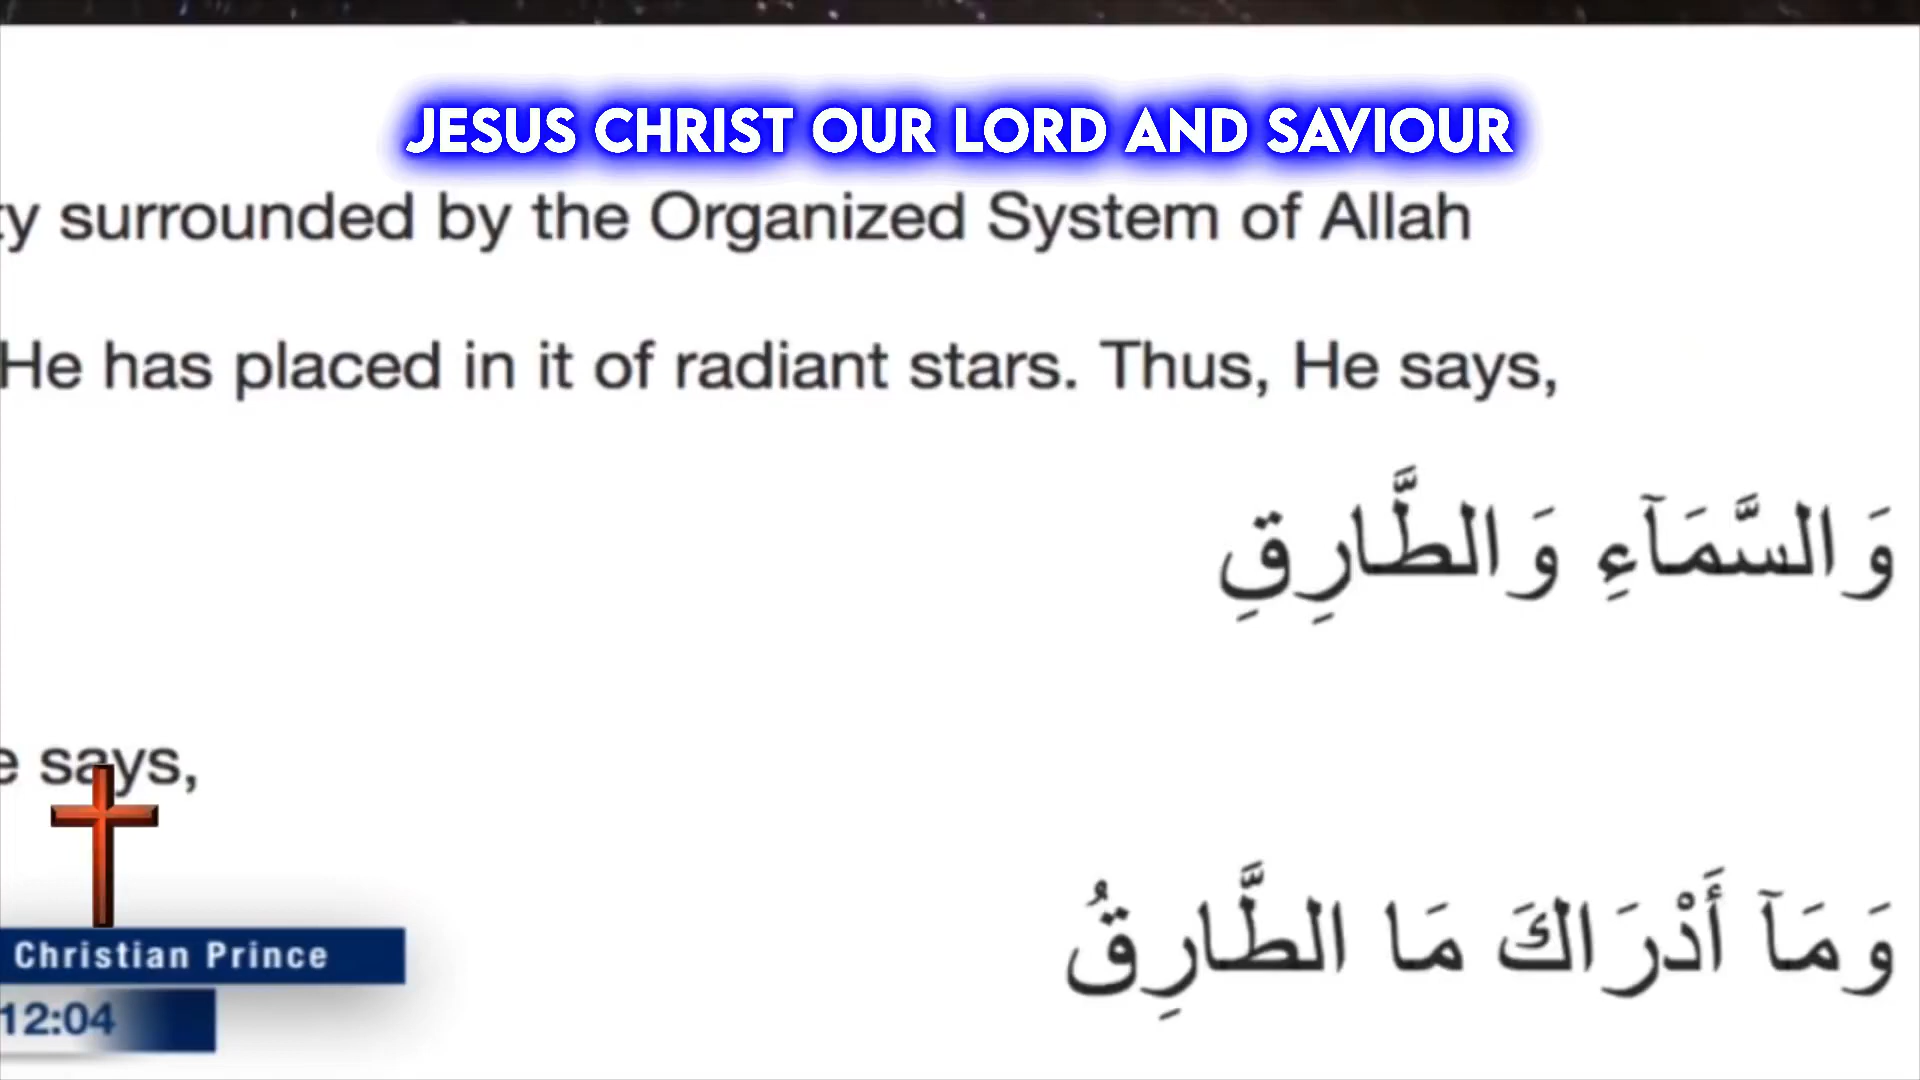 JESUS CHRIST OUR LORD AND SAVIOUR
surrounded by the Organized System of Allah
He has placed in it of radiant stars. Thus, He says,
وَالسَّمَآءِ وَالطَّارِقِ
says,
وَمَآ أَدْرَاكَ مَا الطَّارِقُ
Christian Prince
12:04